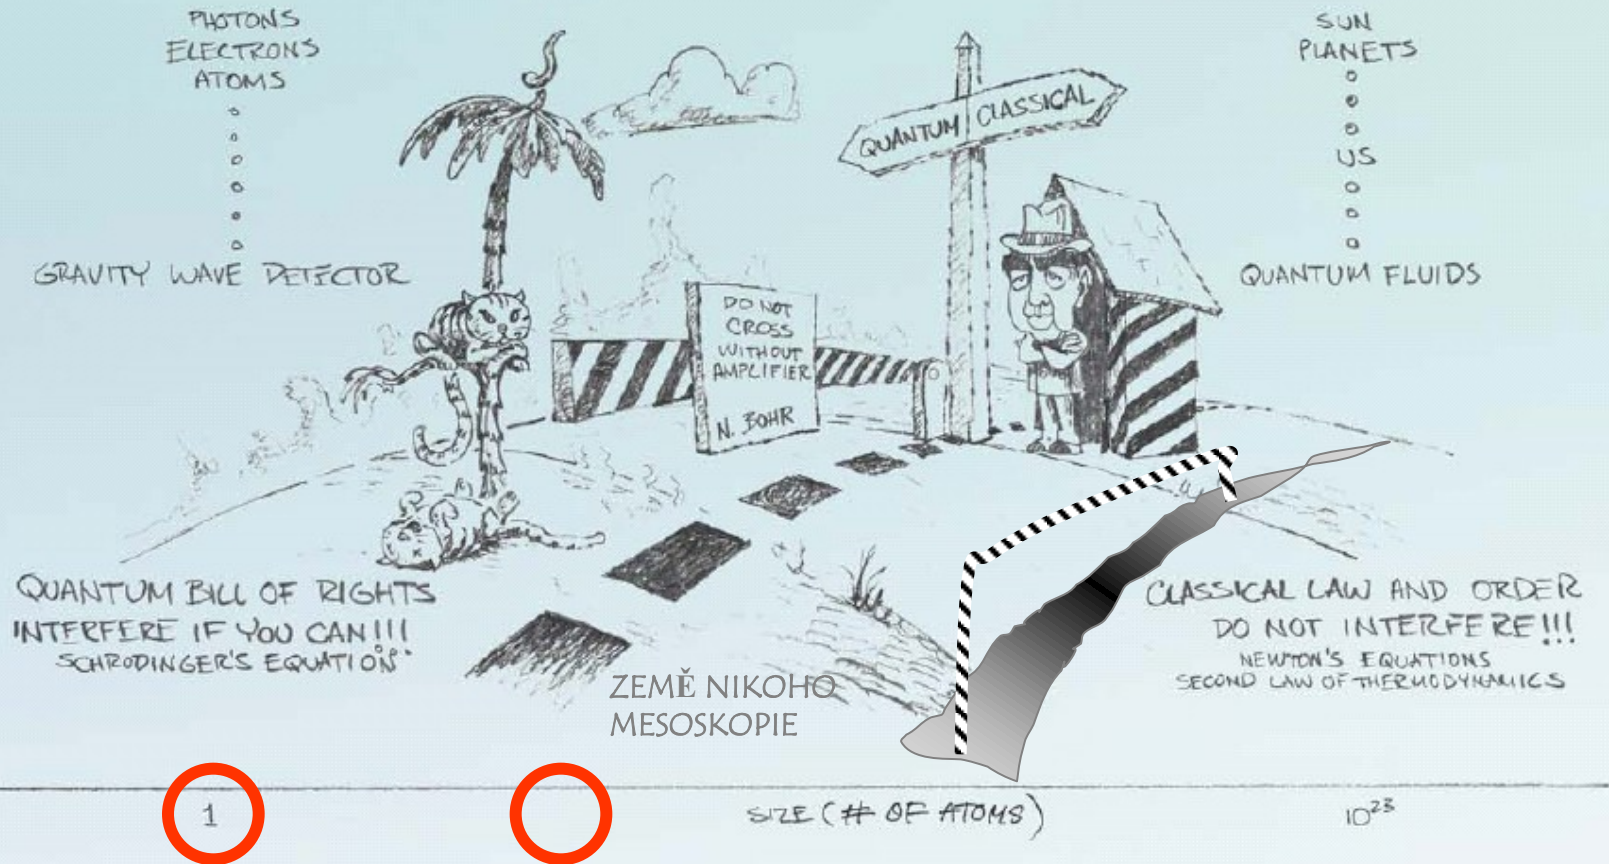 PHOTONS
ELECTRONS
ATOMS
GRAVITY WAVE DETECTOR
QUANTUM CLASSICAL
SUN
PLANETS
US
QUANTUM FLUIDS
DO NOT
CROSS
WITHOUT
AMPLIFIER
N. BOHR
QUANTUM BILL OF RIGHTS
INTERFERE IF YOU CAN!!!
SCHRODINGER'S EQUATION
CLASSICAL LAW AND ORDER
DO NOT INTERFERE!!!
NEWTON'S EQUATIONS
SECOND LAW OF THERMODYNAMICS
ZEMĚ NIKOHO
MESOSKOPIE
1
SIZE (# OF ATOMS)
10²³